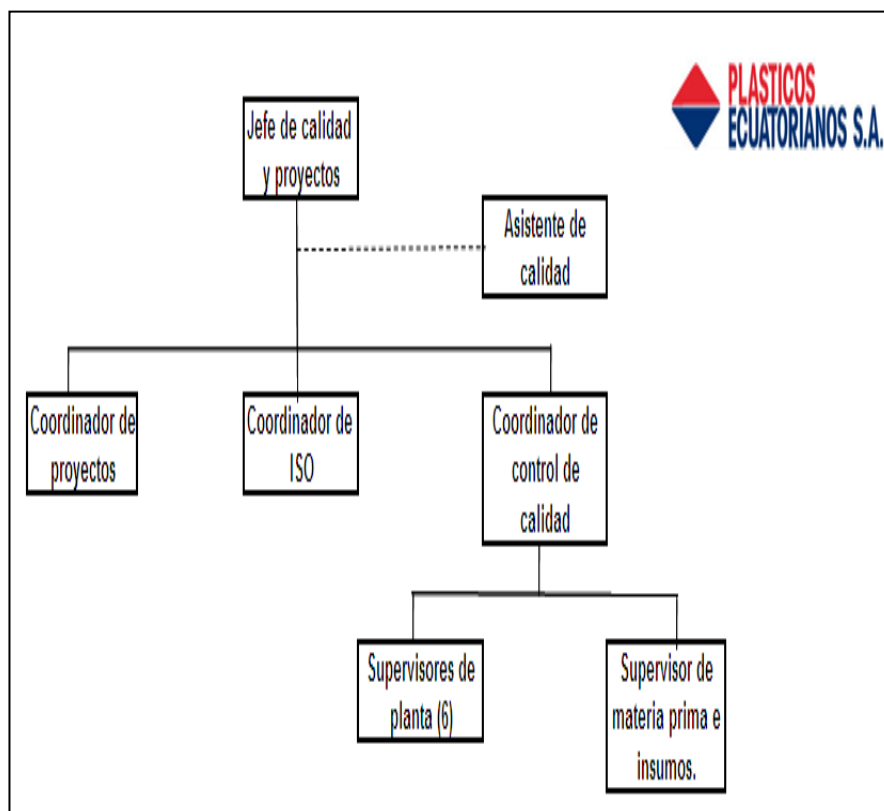 PLASTICOS
ECUATORIANOS S.A.
Jefe de calidad
y proyectos
Asistente de
calidad
Coordinador de
proyectos
Coordinador de
ISO
Coordinador de
control de
calidad
Supervisores de
planta (6)
Supervisor de
materia prima e
insumos.